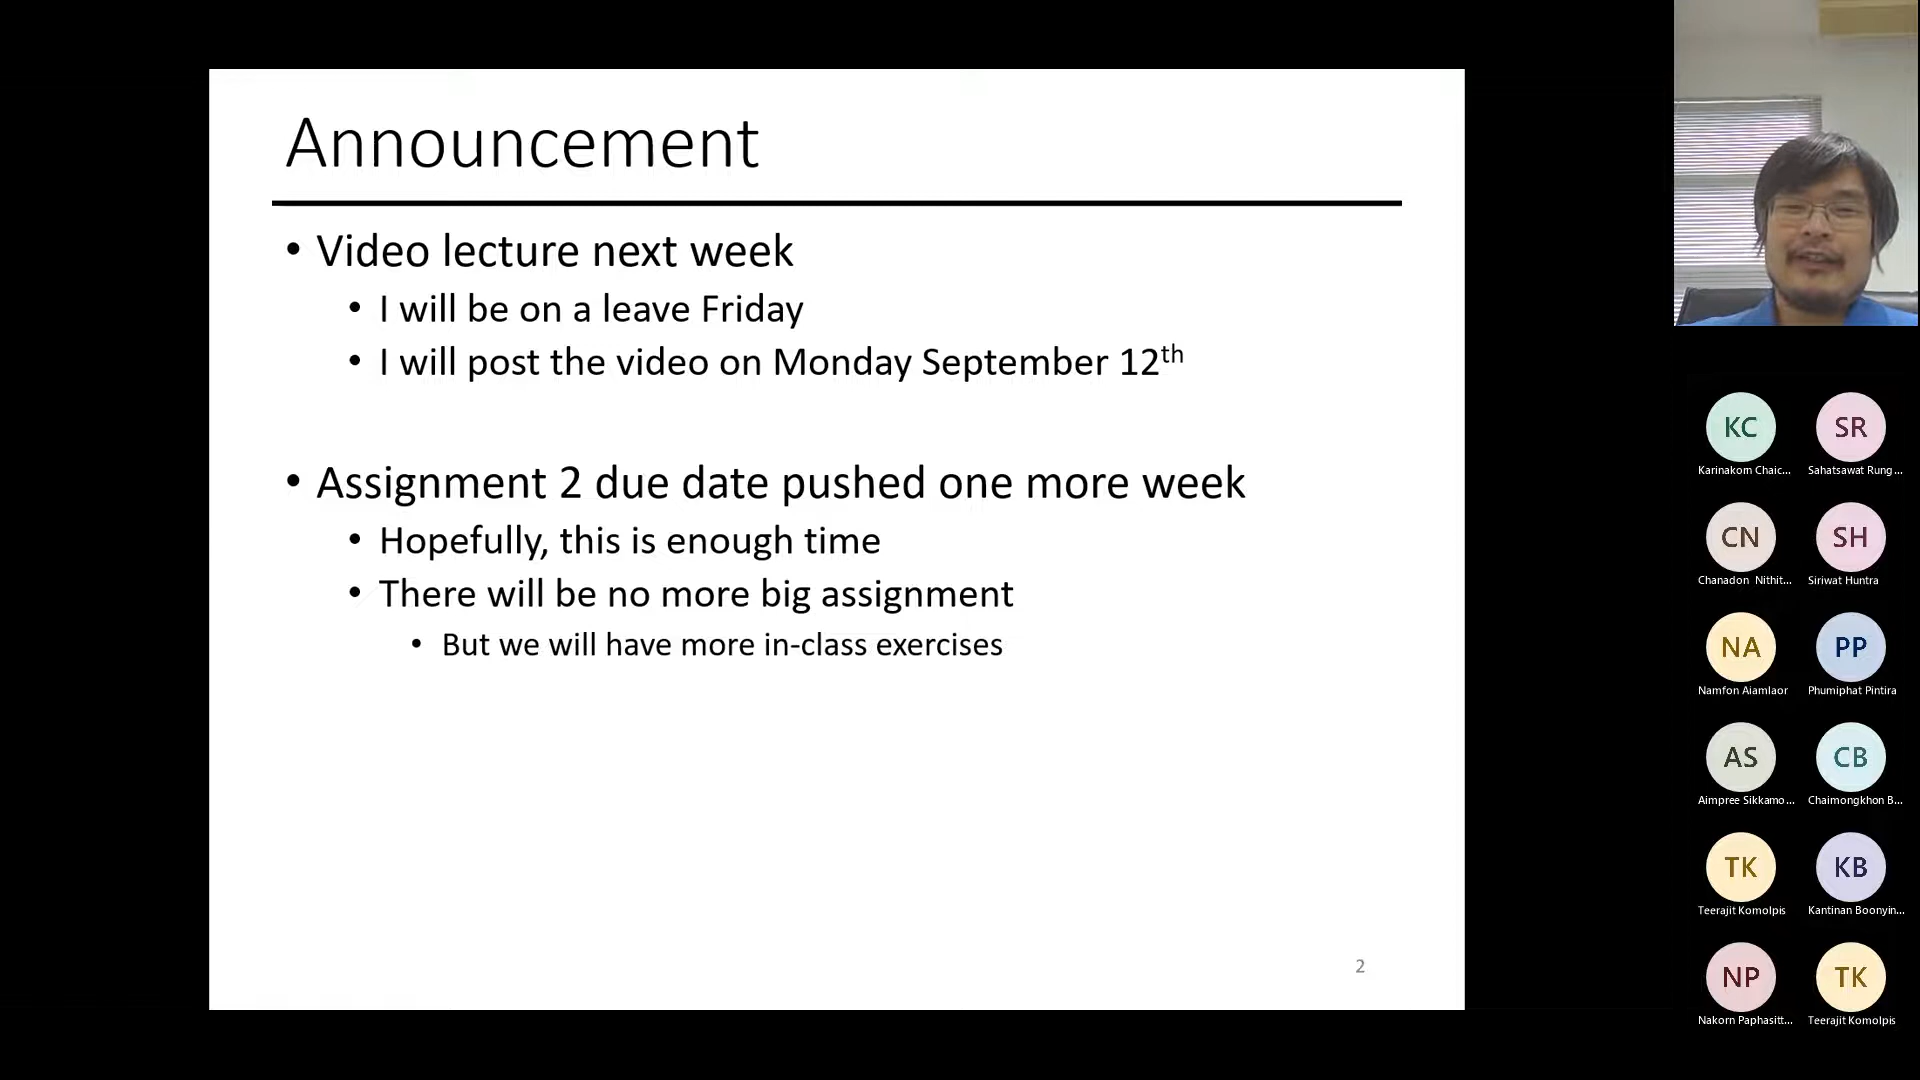 Announcement
• Video lecture next week
• I will be on a leave Friday
• I will post the video on Monday September 12th
• Assignment 2 due date pushed one more week
• Hopefully, this is enough time
• There will be no more big assignment
• But we will have more in-class exercises
2
KC
SR
Karinakorn Chaic...
Sahatsawat Rung...
CN
SH
Chanadon Nithit...
Siriwat Huntra
NA
PP
Namfon Aiamlaor
Phumiphat Pintira
AS
CB
Aimpree Sikkamo...
Chaimongkhon B...
TK
KB
Teerajit Komolpis
Kantinan Boonyin...
NP
TK
Nakorn Paphasitt...
Teerajit Komolpis